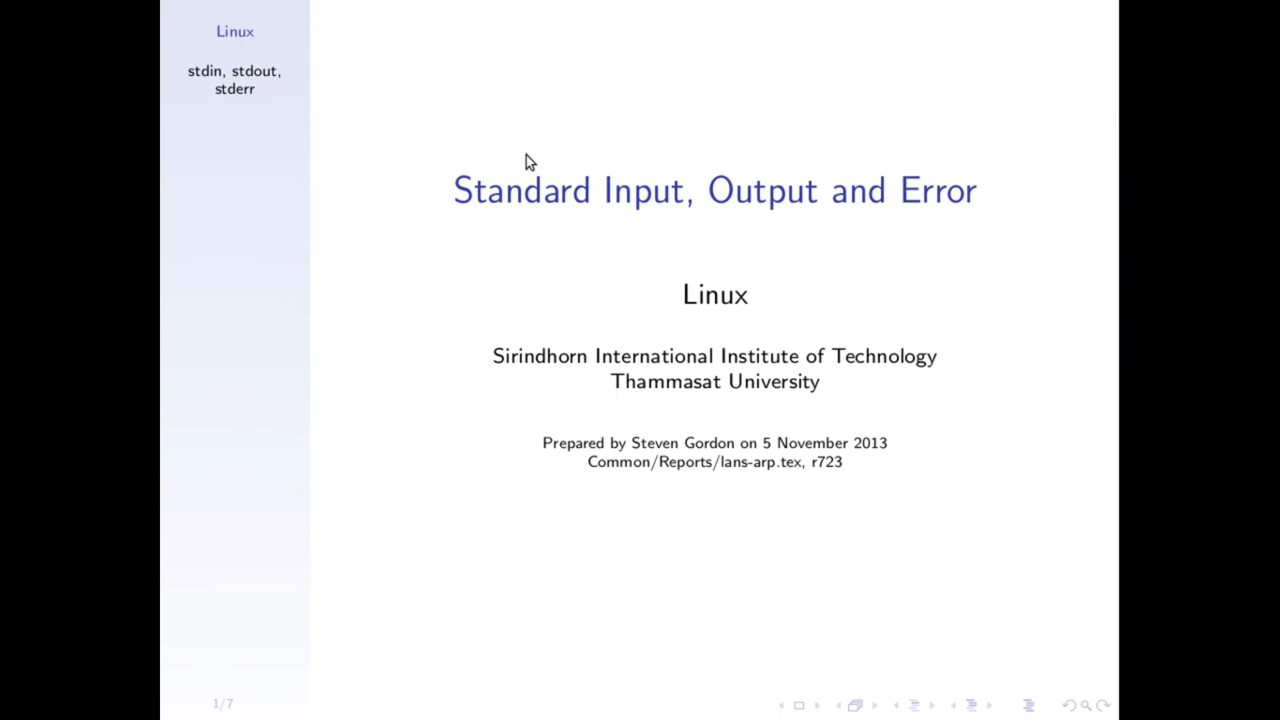 Linux
stdin, stdout,
stderr
Standard Input, Output and Error
Linux
Sirindhorn International Institute of Technology
Thammasat University
Prepared by Steven Gordon on 5 November 2013
Common/Reports/lans-arp.tex, r723
1/7